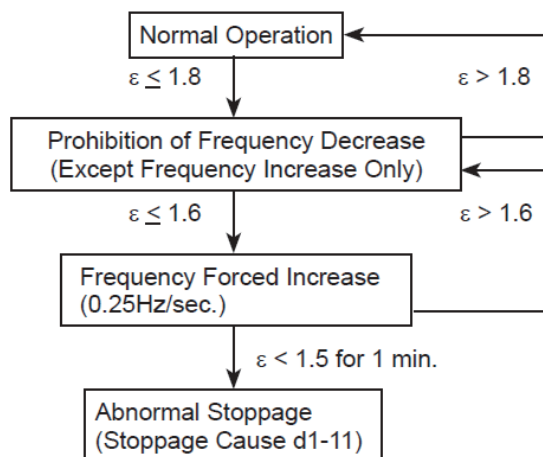 Normal Operation
ε ≤ 1.8
ε > 1.8
Prohibition of Frequency Decrease
(Except Frequency Increase Only)
ε ≤ 1.6
ε > 1.6
Frequency Forced Increase
(0.25Hz/sec.)
ε < 1.5 for 1 min.
Abnormal Stoppage
(Stoppage Cause d1-11)